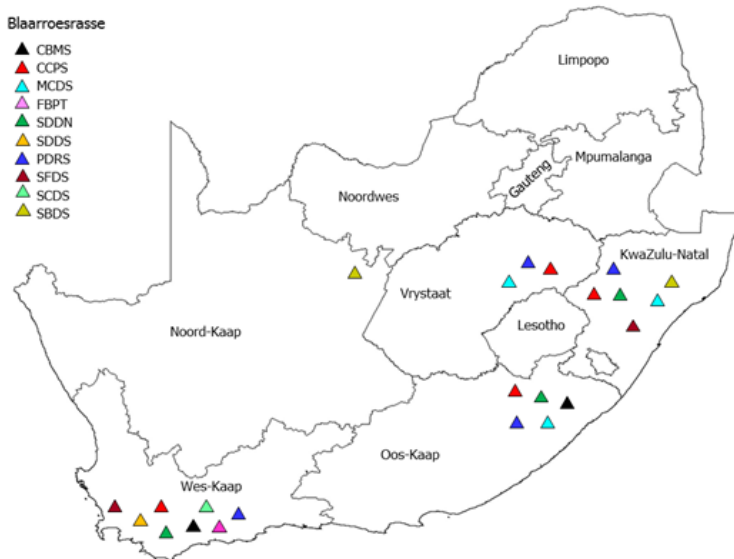 Blaarroesrasse
CBMS
CCPS
MCDS
FBPT
SDDN
SDDS
PDRS
SFDS
SCDS
SBDS
Limpopo
Mpumalanga
Gauteng
Noordwes
KwaZulu-Natal
Vrystaat
Lesotho
Noord-Kaap
Oos-Kaap
Wes-Kaap